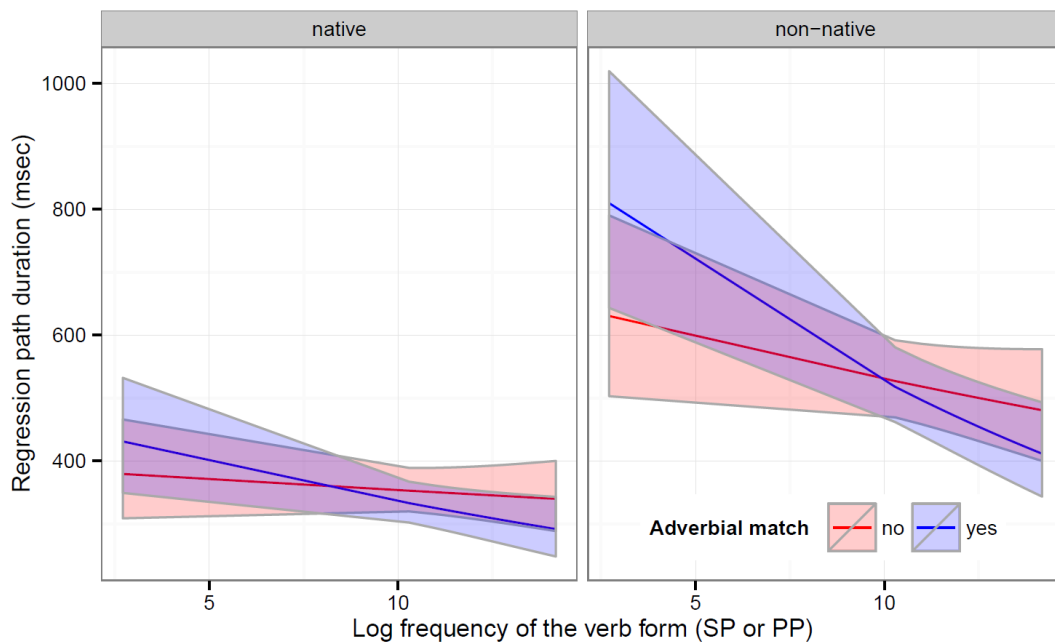 native non−native
1000
800
600
400
Regression path duration (msec)
Adverbial match no yes
5 10 5 10
Log frequency of the verb form (SP or PP)